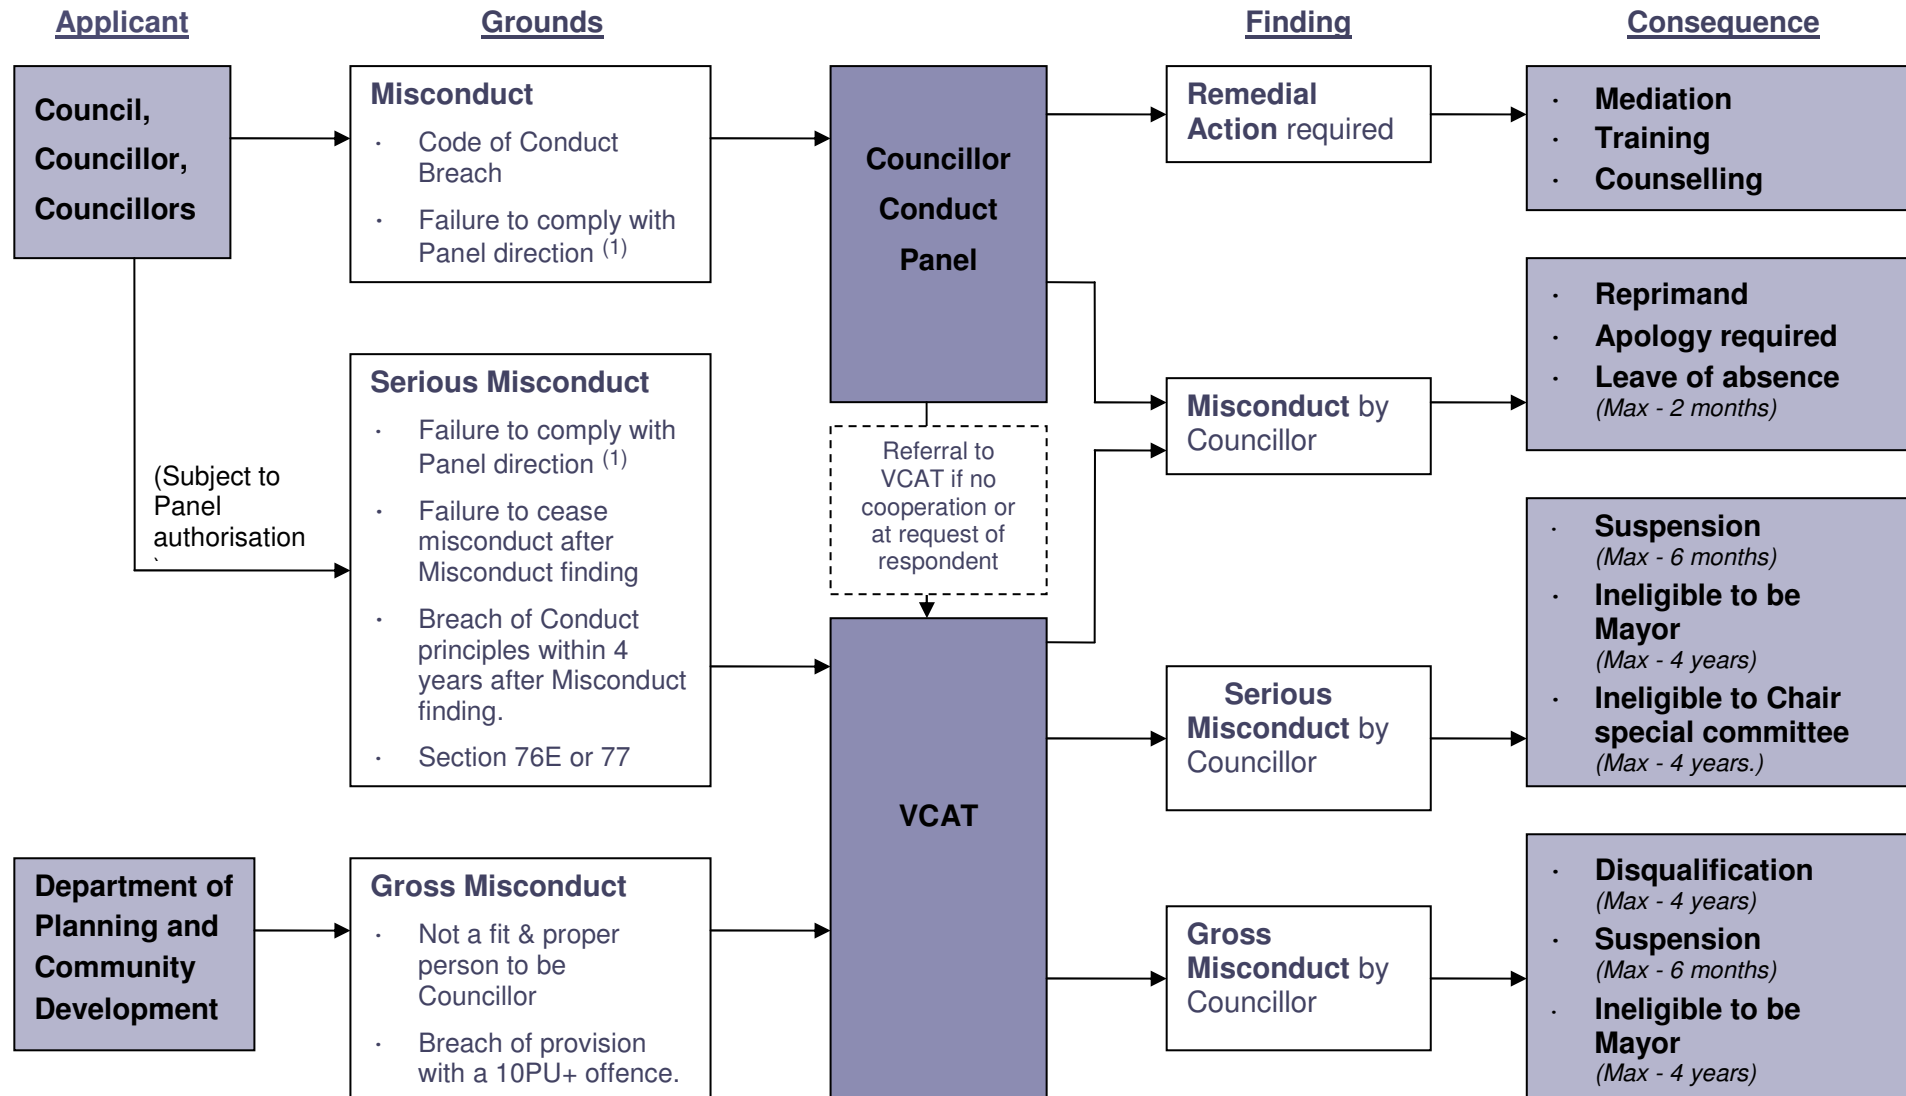 Applicant
Grounds
Finding
Consequence
Council,
Councillor,
Councillors
(Subject to
Panel
authorisation
)
Department of
Planning and
Community
Development
Misconduct
· Code of Conduct
Breach
· Failure to comply with
Panel direction (1)
Serious Misconduct
· Failure to comply with
Panel direction (1)
· Failure to cease
misconduct after
Misconduct finding
· Breach of Conduct
principles within 4
years after Misconduct
finding.
· Section 76E or 77
Gross Misconduct
· Not a fit & proper
person to be
Councillor
· Breach of provision
with a 10PU+ offence.
Councillor
Conduct
Panel
Referral to
VCAT if no
cooperation or
at request of
respondent
VCAT
Remedial
Action required
Misconduct by
Councillor
Serious
Misconduct by
Councillor
Gross
Misconduct by
Councillor
· Mediation
· Training
· Counselling
· Reprimand
· Apology required
· Leave of absence
(Max - 2 months)
· Suspension
(Max - 6 months)
· Ineligible to be
Mayor
(Max - 4 years)
· Ineligible to Chair
special committee
(Max - 4 years.)
· Disqualification
(Max - 4 years)
· Suspension
(Max - 6 months)
· Ineligible to be
Mayor
(Max - 4 years)